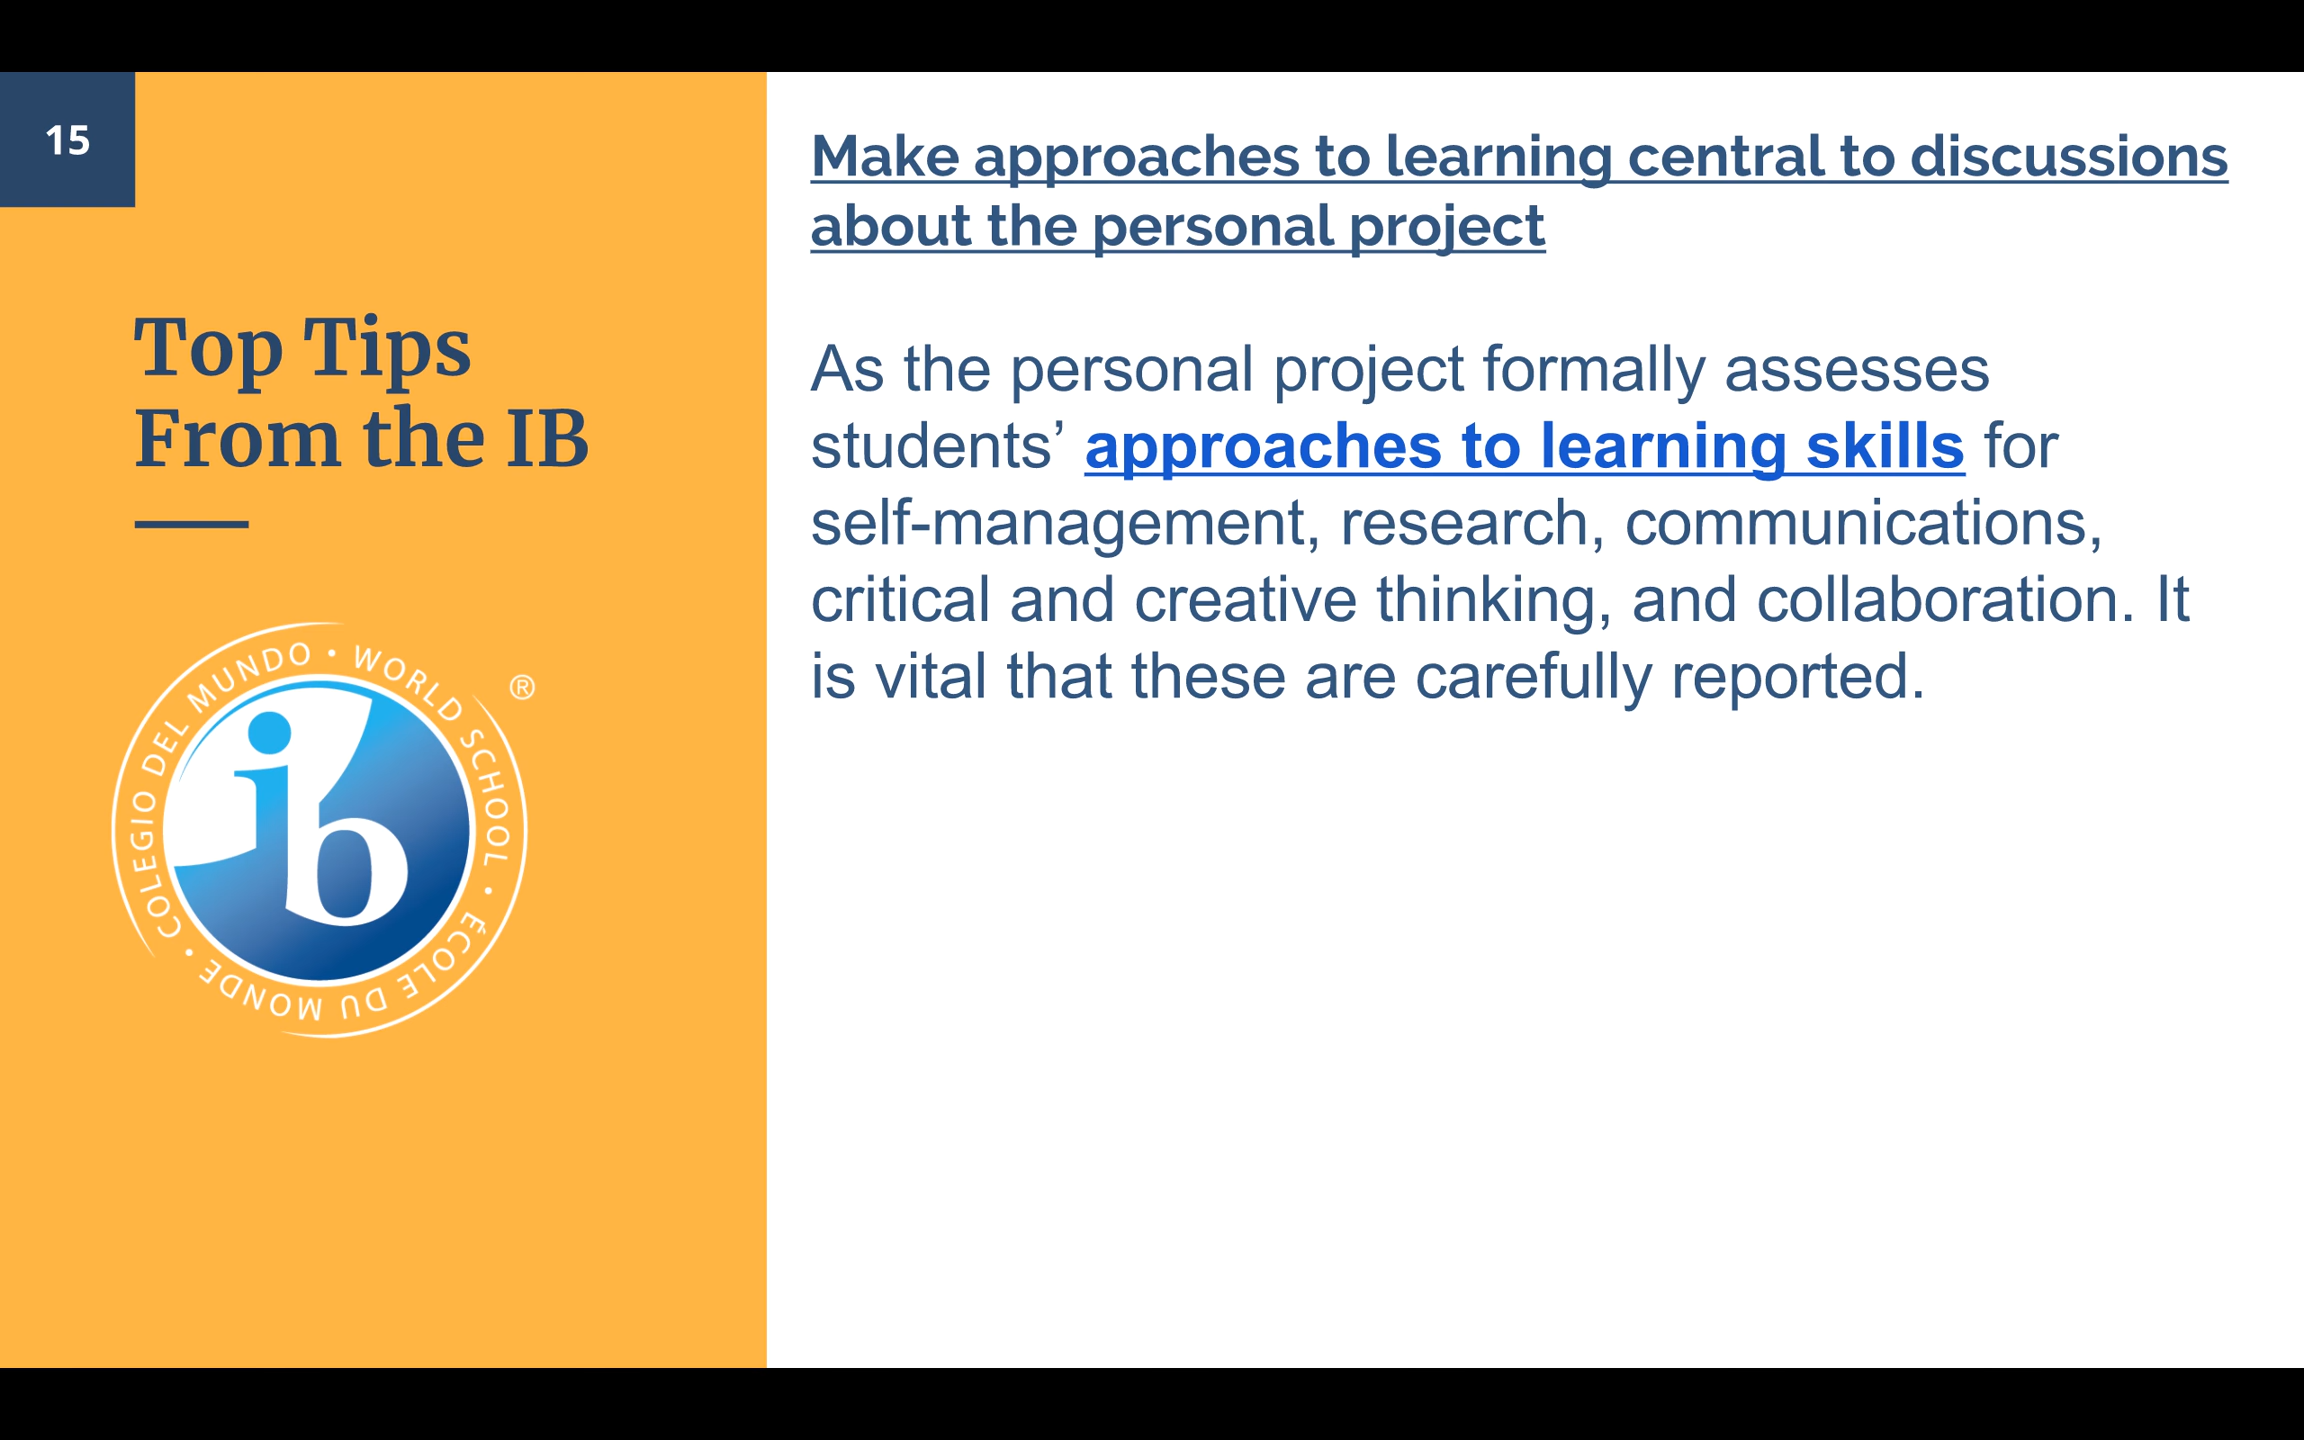 15
Top Tips
From the IB
COLEGIO DEL MUNDO • WORLD SCHOOL • ÉCOLE DU MONDE •
®
ib
Make approaches to learning central to discussions
about the personal project
As the personal project formally assesses
students’ approaches to learning skills for
self-management, research, communications,
critical and creative thinking, and collaboration. It
is vital that these are carefully reported.